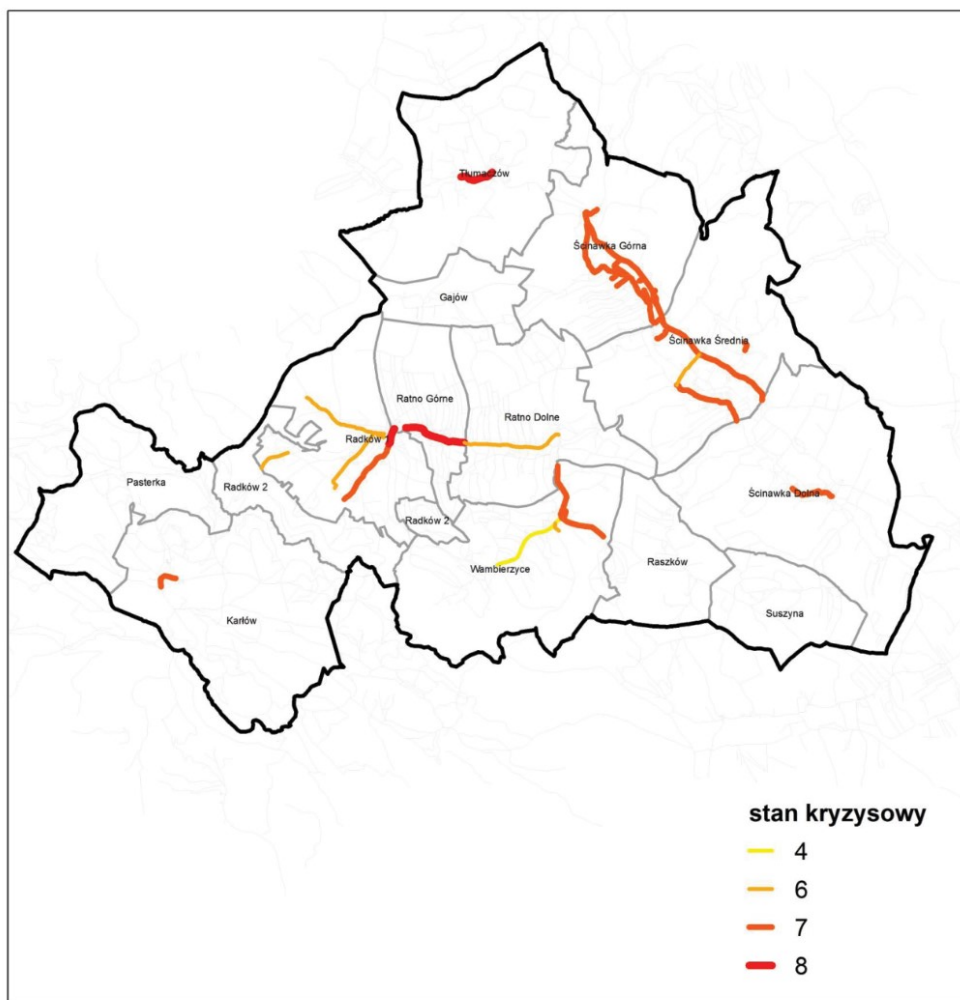 Tłumaczów
Ścinawka Górna
Gajów
Ścinawka Średnia
Ratno Górne
Ratno Dolne
Radków 1
Pasterka
Radków 2
Ścinawka Dolna
Radków 2
Wambierzyce
Raszków
Suszyna
Karłów
stan kryzysowy
4
6
7
8